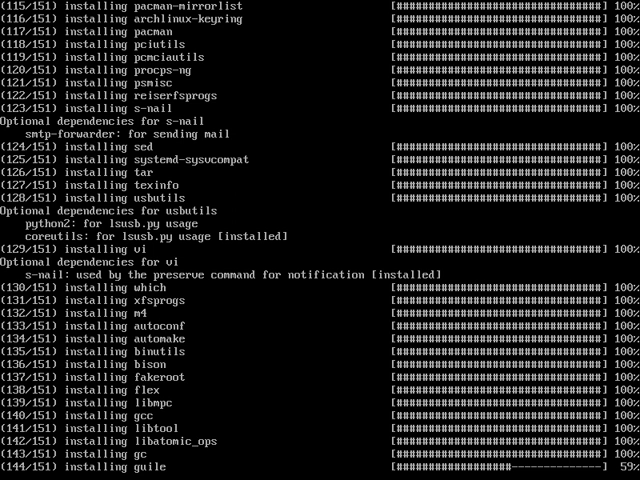 (115/151) installing pacman-mirrorlist [######################] 100%
(116/151) installing archlinux-keyring [######################] 100%
(117/151) installing pacman [######################] 100%
(118/151) installing pciutils [######################] 100%
(119/151) installing pcmciautils [######################] 100%
(120/151) installing procps-ng [######################] 100%
(121/151) installing psmisc [######################] 100%
(122/151) installing reiserfsprogs [######################] 100%
(123/151) installing s-nail [######################] 100%
Optional dependencies for s-nail
smtp-forwarder: for sending mail
(124/151) installing sed [######################] 100%
(125/151) installing systemd-sysvcompat [######################] 100%
(126/151) installing tar [######################] 100%
(127/151) installing texinfo [######################] 100%
(128/151) installing usbutils [######################] 100%
Optional dependencies for usbutils
python2: for lsusb.py usage
coreutils: for lsusb.py usage [installed]
(129/151) installing vi [######################] 100%
Optional dependencies for vi
s-nail: used by the preserve command for notification [installed]
(130/151) installing which [######################] 100%
(131/151) installing xfsprogs [######################] 100%
(132/151) installing m4 [######################] 100%
(133/151) installing autoconf [######################] 100%
(134/151) installing automake [######################] 100%
(135/151) installing binutils [######################] 100%
(136/151) installing bison [######################] 100%
(137/151) installing fakeroot [######################] 100%
(138/151) installing flex [######################] 100%
(139/151) installing libmpc [######################] 100%
(140/151) installing gcc [######################] 100%
(141/151) installing libtool [######################] 100%
(142/151) installing libatomic_ops [######################] 100%
(143/151) installing gc [######################] 100%
(144/151) installing guile [##################--------------] 59%